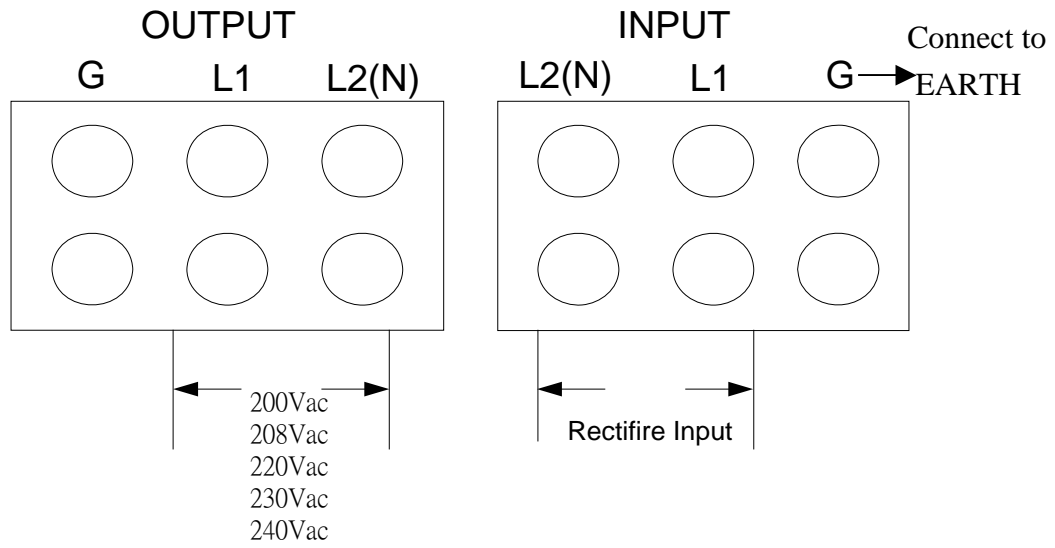 OUTPUT
G L1 L2(N)
INPUT
L2(N) L1 G
Connect to
EARTH
200Vac
208Vac
220Vac
230Vac
240Vac
Rectifire Input